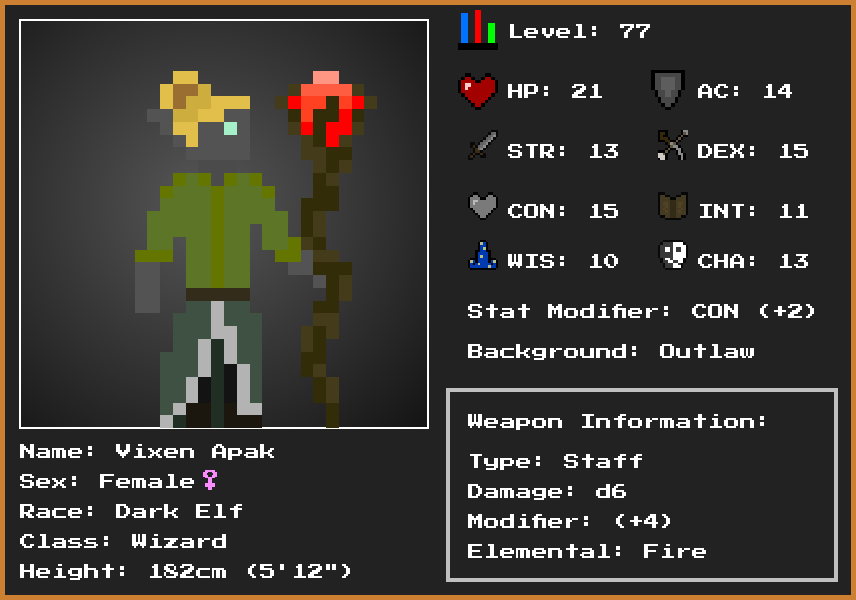 Level: 77
HP: 21 AC: 14
STR: 13 DEX: 15
CON: 15 INT: 11
WIS: 10 CHA: 13
Stat Modifier: CON (+2)
Background: Outlaw
Weapon Information:
Type: Staff
Damage: d6
Modifier: (+4)
Elemental: Fire
Name: Vixen Apak
Sex: Female♀
Race: Dark Elf
Class: Wizard
Height: 182cm (5'12")